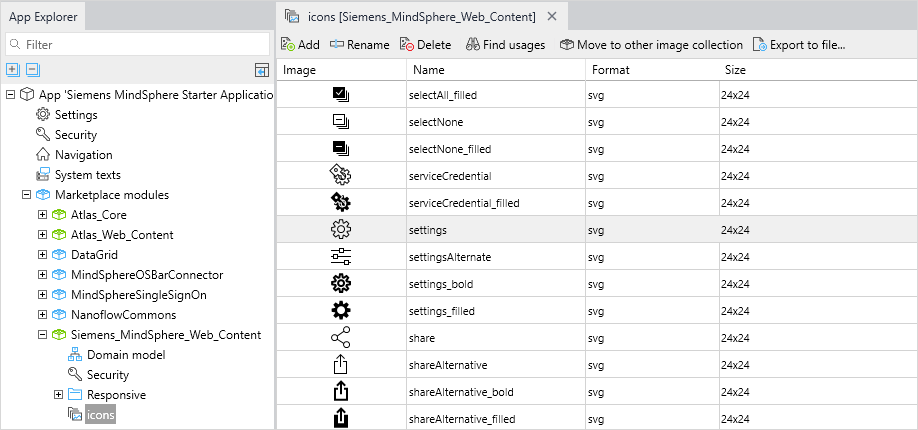 App Explorer
Filter
App 'Siemens MindSphere Starter Applicatio
Settings
Security
Navigation
System texts
Marketplace modules
Atlas_Core
Atlas_Web_Content
DataGrid
MindSphereOSBarConnector
MindSphereSingleSignOn
NanoflowCommons
Siemens_MindSphere_Web_Content
Domain model
Security
Responsive
icons
icons [Siemens_MindSphere_Web_Content]
Add Rename Delete Find usages Move to other image collection Export to file...
Image Name Format Size
selectAll_filled svg 24x24
selectNone svg 24x24
selectNone_filled svg 24x24
serviceCredential svg 24x24
serviceCredential_filled svg 24x24
settings svg 24x24
settingsAlternate svg 24x24
settings_bold svg 24x24
settings_filled svg 24x24
share svg 24x24
shareAlternative svg 24x24
shareAlternative_bold svg 24x24
shareAlternative_filled svg 24x24